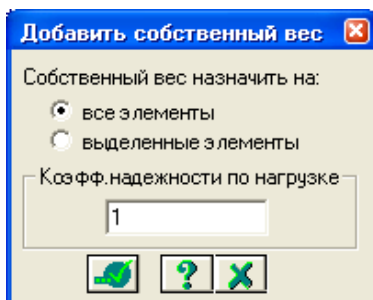 Добавить собственный вес
Собственный вес назначить на:
все элементы
выделенные элементы
Коэфф.надежности по нагрузке
1
?